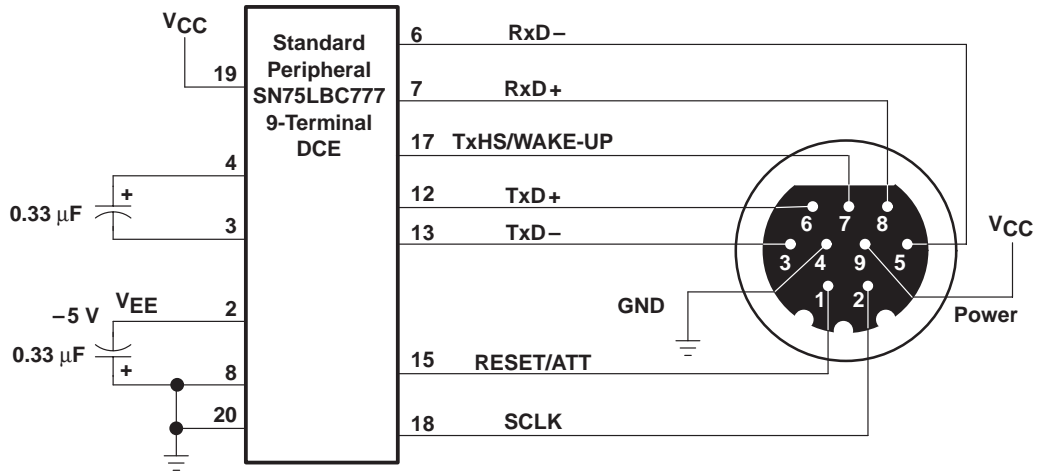 VCC
Standard
Peripheral
SN75LBC777
9-Terminal
DCE
19
4
+
0.33 μF
3
VEE
−5 V
2
0.33 μF
+
8
20
6 RxD−
7 RxD+
17 TxHS/WAKE-UP
12 TxD+
13 TxD−
15 RESET/ATT
18 SCLK
6 7 8
3 4 9 5
1 2
VCC
GND
Power